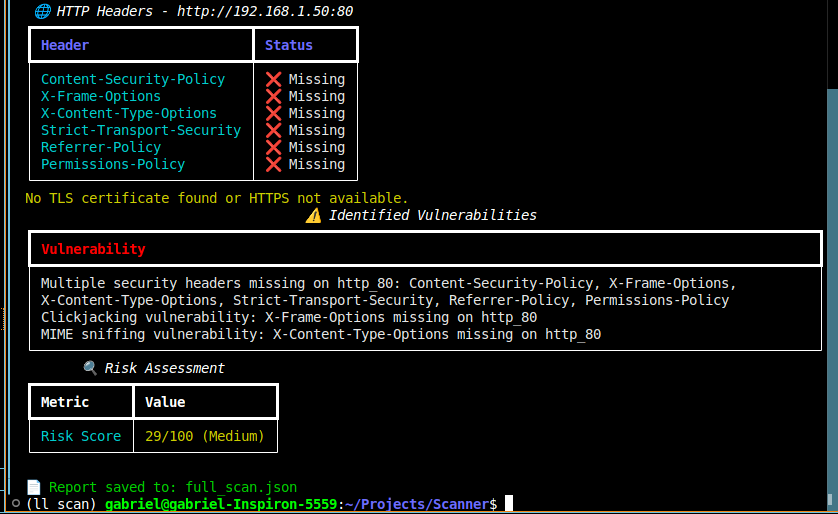 🌐 HTTP Headers - http://192.168.1.50:80
Header Status
Content-Security-Policy ❌ Missing
X-Frame-Options ❌ Missing
X-Content-Type-Options ❌ Missing
Strict-Transport-Security ❌ Missing
Referrer-Policy ❌ Missing
Permissions-Policy ❌ Missing
No TLS certificate found or HTTPS not available.
⚠️ Identified Vulnerabilities
Vulnerability
Multiple security headers missing on http_80: Content-Security-Policy, X-Frame-Options,
X-Content-Type-Options, Strict-Transport-Security, Referrer-Policy, Permissions-Policy
Clickjacking vulnerability: X-Frame-Options missing on http_80
MIME sniffing vulnerability: X-Content-Type-Options missing on http_80
🔍 Risk Assessment
Metric Value
Risk Score 29/100 (Medium)
📄 Report saved to: full_scan.json
(ll scan) gabriel@gabriel-Inspiron-5559:~/Projects/Scanner$